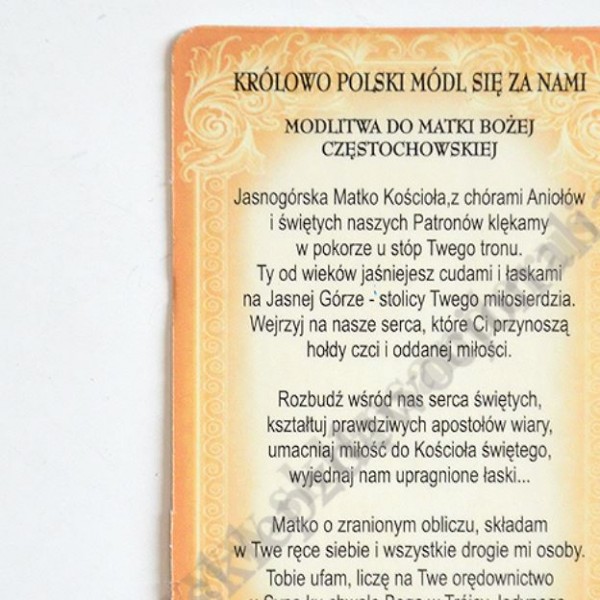 KRÓLOWO POLSKI MÓDL SIĘ ZA NAMI
MODLITWA DO MATKI BOŻEJ
CZĘSTOCHOWSKIEJ
Jasnogórska Matko Kościoła,z chórami Aniołów
i świętych naszych Patronów klękamy
w pokorze u stóp Twego tronu.
Ty od wieków jaśniejesz cudami i łaskami
na Jasnej Górze - stolicy Twego miłosierdzia.
Wejrzyj na nasze serca, które Ci przynoszą
hołdy czci i oddanej miłości.
Rozbudź wśród nas serca świętych,
kształtuj prawdziwych apostołów wiary,
umacniaj miłość do Kościoła świętego,
wyjednaj nam upragnione łaski...
Matko o zranionym obliczu, składam
w Twe ręce siebie i wszystkie drogie mi osoby.
Tobie ufam, liczę na Twe orędownictwo